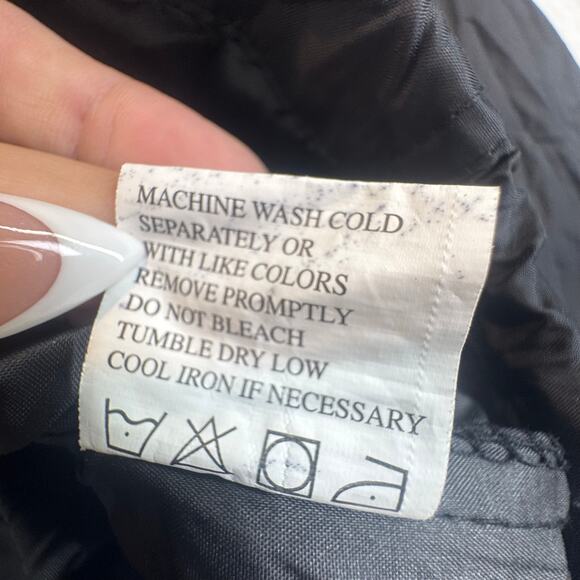 MACHINE WASH COLD
SEPARATELY OR
WITH LIKE COLORS
REMOVE PROMPTLY
DO NOT BLEACH
TUMBLE DRY LOW
COOL IRON IF NECESSARY